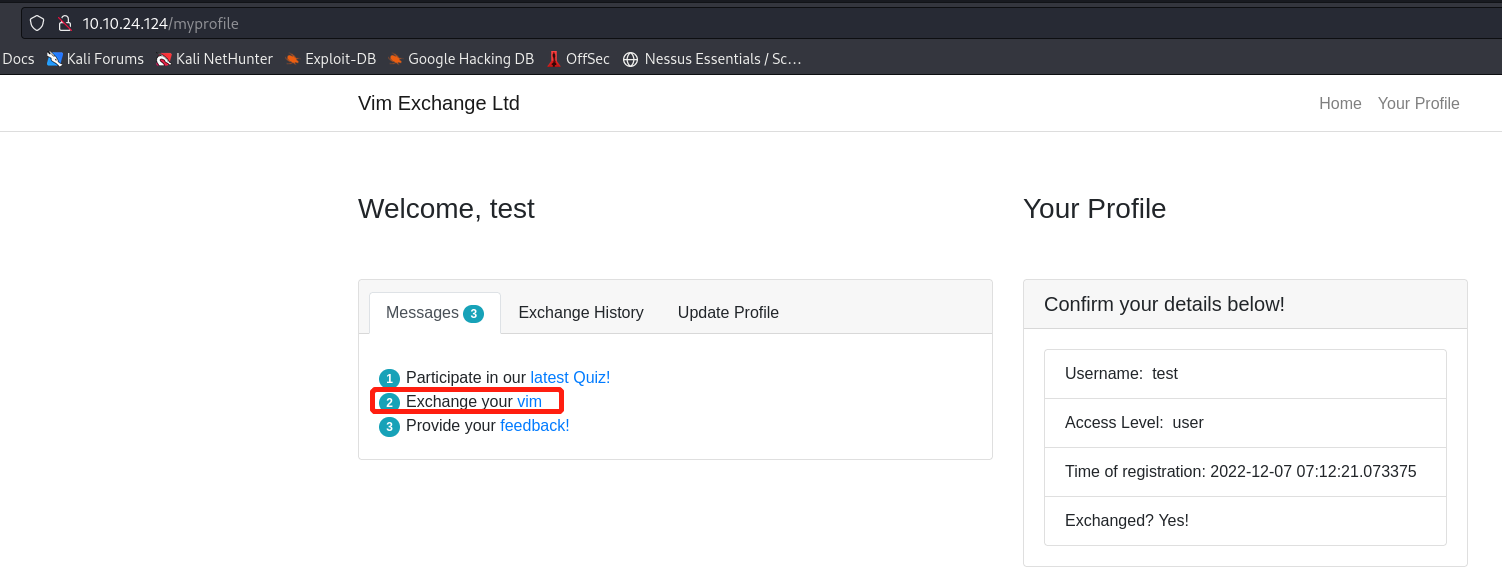 10.10.24.124/myprofile
Docs Kali Forums Kali NetHunter Exploit-DB Google Hacking DB OffSec Nessus Essentials / Sc…
Vim Exchange Ltd Home Your Profile
Welcome, test
Messages 3 Exchange History Update Profile
1 Participate in our latest Quiz!
2 Exchange your vim
3 Provide your feedback!
Your Profile
Confirm your details below!
Username: test
Access Level: user
Time of registration: 2022-12-07 07:12:21.073375
Exchanged? Yes!